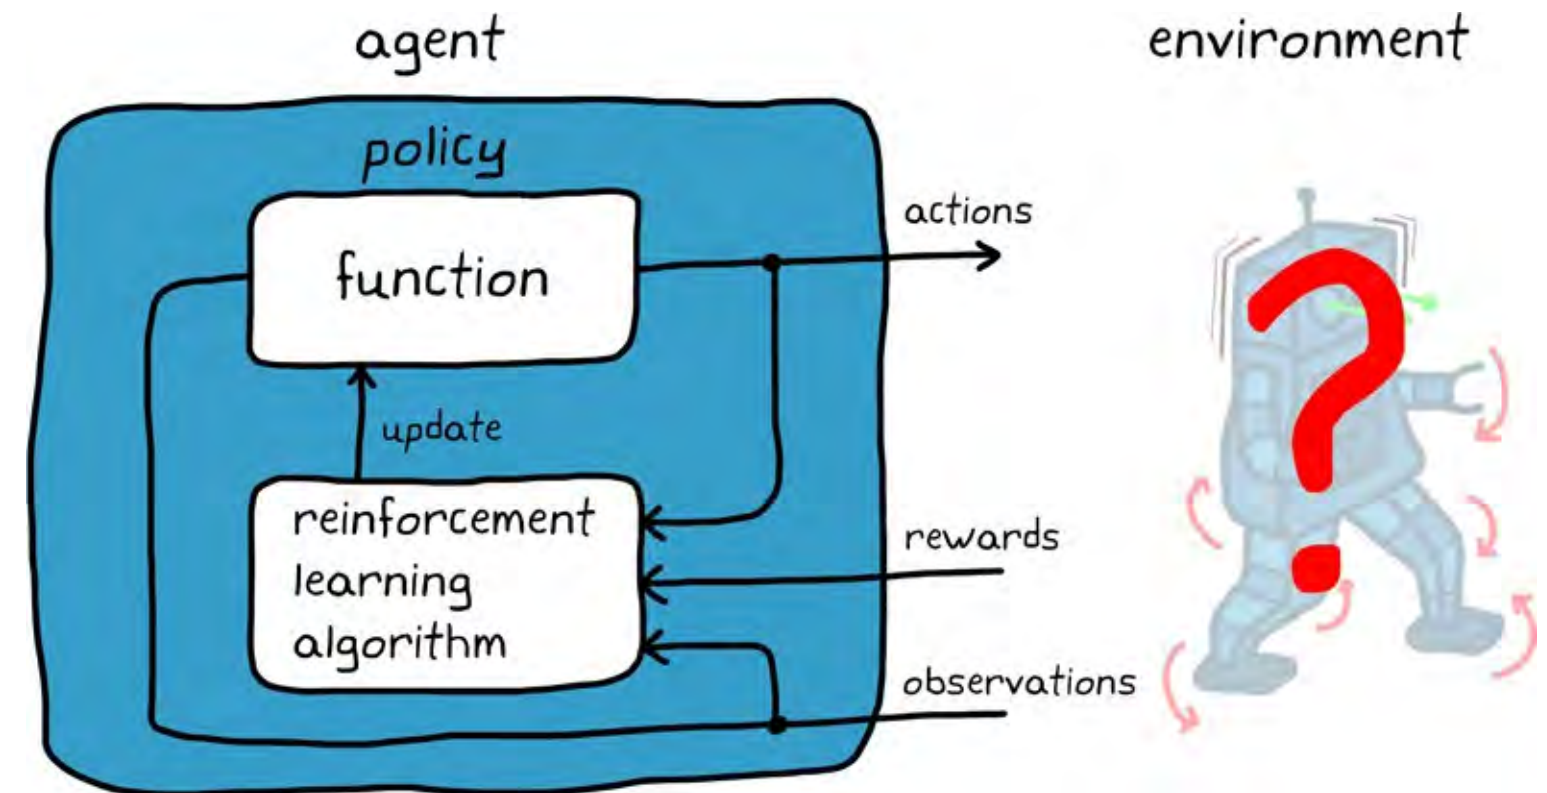 agent
environment
policy
function
actions
update
reinforcement
learning
algorithm
rewards
observations
?